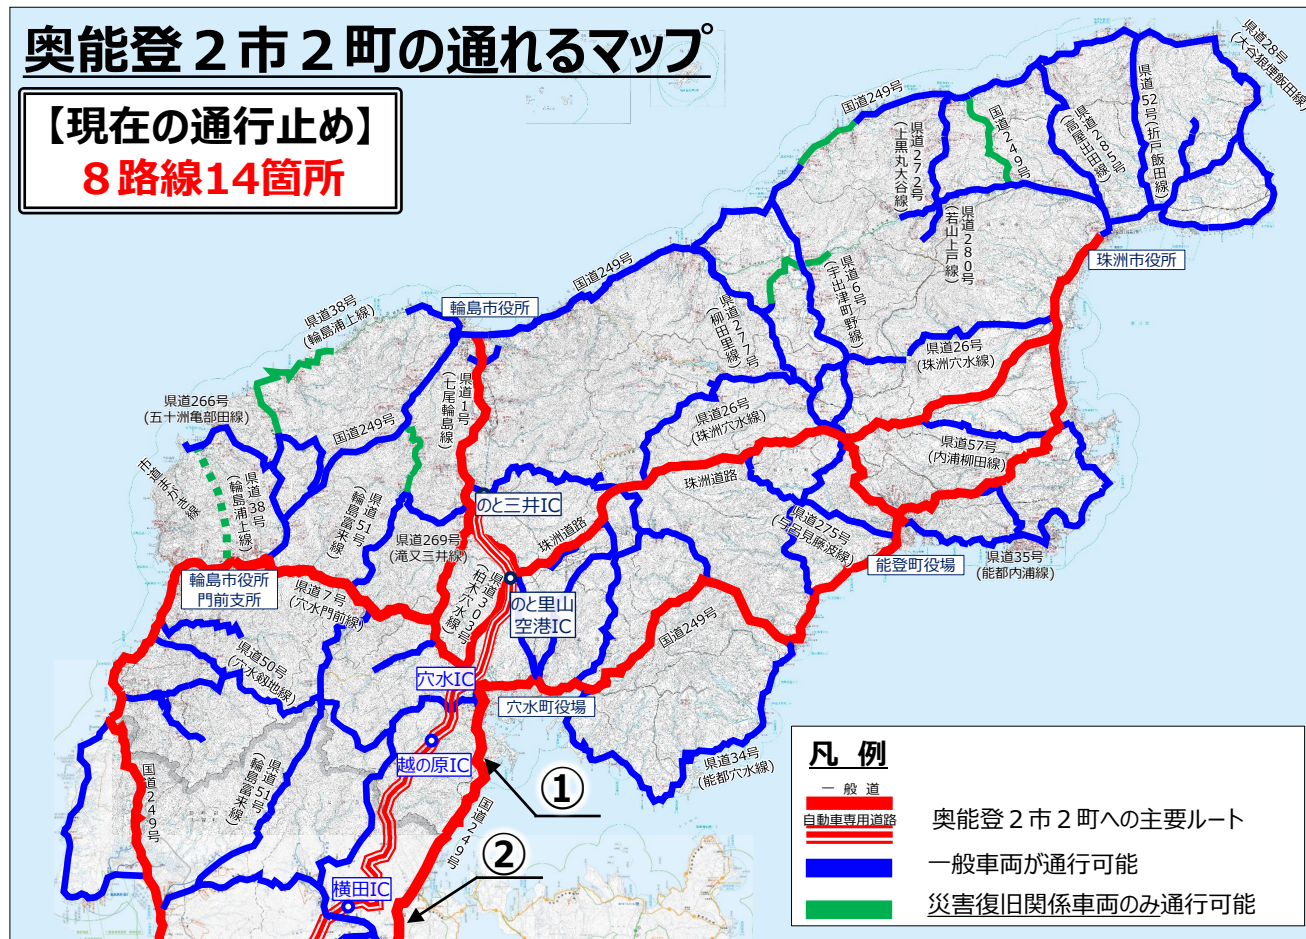 奥能登２市２町の通れるマップ
【現在の通行止め】
８路線14箇所
県道28号
(大谷狼煙飯田線)
国道249号
県道272号
(上黒丸大谷線)
国道249号
県道285号
(高屋出田線)
県道52号(折戸飯田線)
県道280号
(若山上戸線)
珠洲市役所
国道249号
県道6号
(宇出津町野線)
県道277号
(柳田里線)
輪島市役所
県道38号
(輪島浦上線)
県道26号
(珠洲穴水線)
県道1号
(七尾輪島線)
県道266号
(五十洲亀部田線)
国道249号
県道26号
(珠洲穴水線)
県道57号
(内浦柳田線)
市道まがき線
県道38号
(輪島浦上線)
県道51号
(輪島富来線)
のと三井IC
珠洲道路
珠洲道路
県道269号
(滝又三井線)
県道275号
(与呂見藤波線)
能登町役場
県道35号
(能都内浦線)
輪島市役所
門前支所
県道7号
(穴水門前線)
県道303号
(柏木穴水線)
のと里山
空港IC
国道249号
県道50号
(穴水剱地線)
穴水IC
穴水町役場
県道34号
(能都穴水線)
越の原IC
国道249号
県道51号
(輪島富来線)
①
国道249号
②
横田IC
凡 例
一 般 道
自動車専用道路
奥能登２市２町への主要ルート
一般車両が通行可能
災害復旧関係車両のみ通行可能